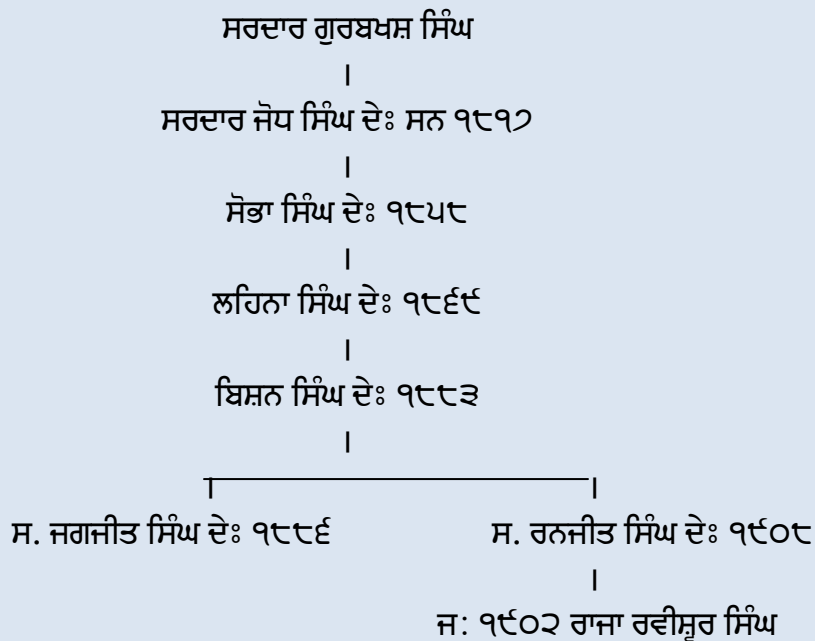 ਸਰਦਾਰ ਗੁਰਬਖਸ਼ ਸਿੰਘ
ਸਰਦਾਰ ਜੋਧ ਸਿੰਘ ਦੇਃ ਸਨ ੧੮੧੭
ਸੋਭਾ ਸਿੰਘ ਦੇਃ ੧੮੫੮
ਲਹਿਨਾ ਸਿੰਘ ਦੇਃ ੧੮੬੯
ਬਿਸ਼ਨ ਸਿੰਘ ਦੇਃ ੧੮੮੩
ਸ. ਜਗਜੀਤ ਸਿੰਘ ਦੇਃ ੧੮੮੬ ਸ. ਰਨਜੀਤ ਸਿੰਘ ਦੇਃ ੧੯੦੮
ਜ: ੧੯੦੨ ਰਾਜਾ ਰਵੀਸ਼ੂਰ ਸਿੰਘ